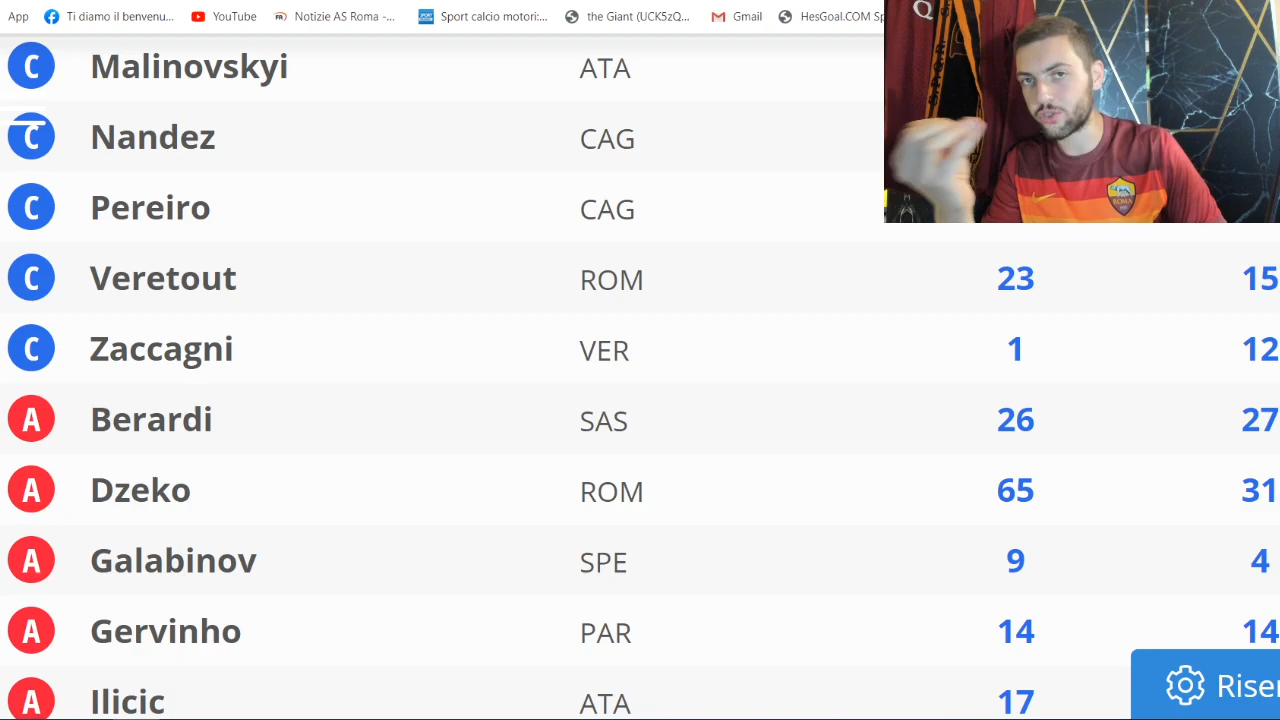 App Ti diamo il benvenu... YouTube Notizie AS Roma -... Sport calcio motori:... the Giant (UCK5zQ... Gmail HesGoal.COM Sp
C Malinovskyi ATA
C Nandez CAG
C Pereiro CAG
C Veretout ROM 23 15
C Zaccagni VER 1 12
A Berardi SAS 26 27
A Dzeko ROM 65 31
A Galabinov SPE 9 4
A Gervinho PAR 14 14
A Ilicic ATA 17
Riser
ROMA